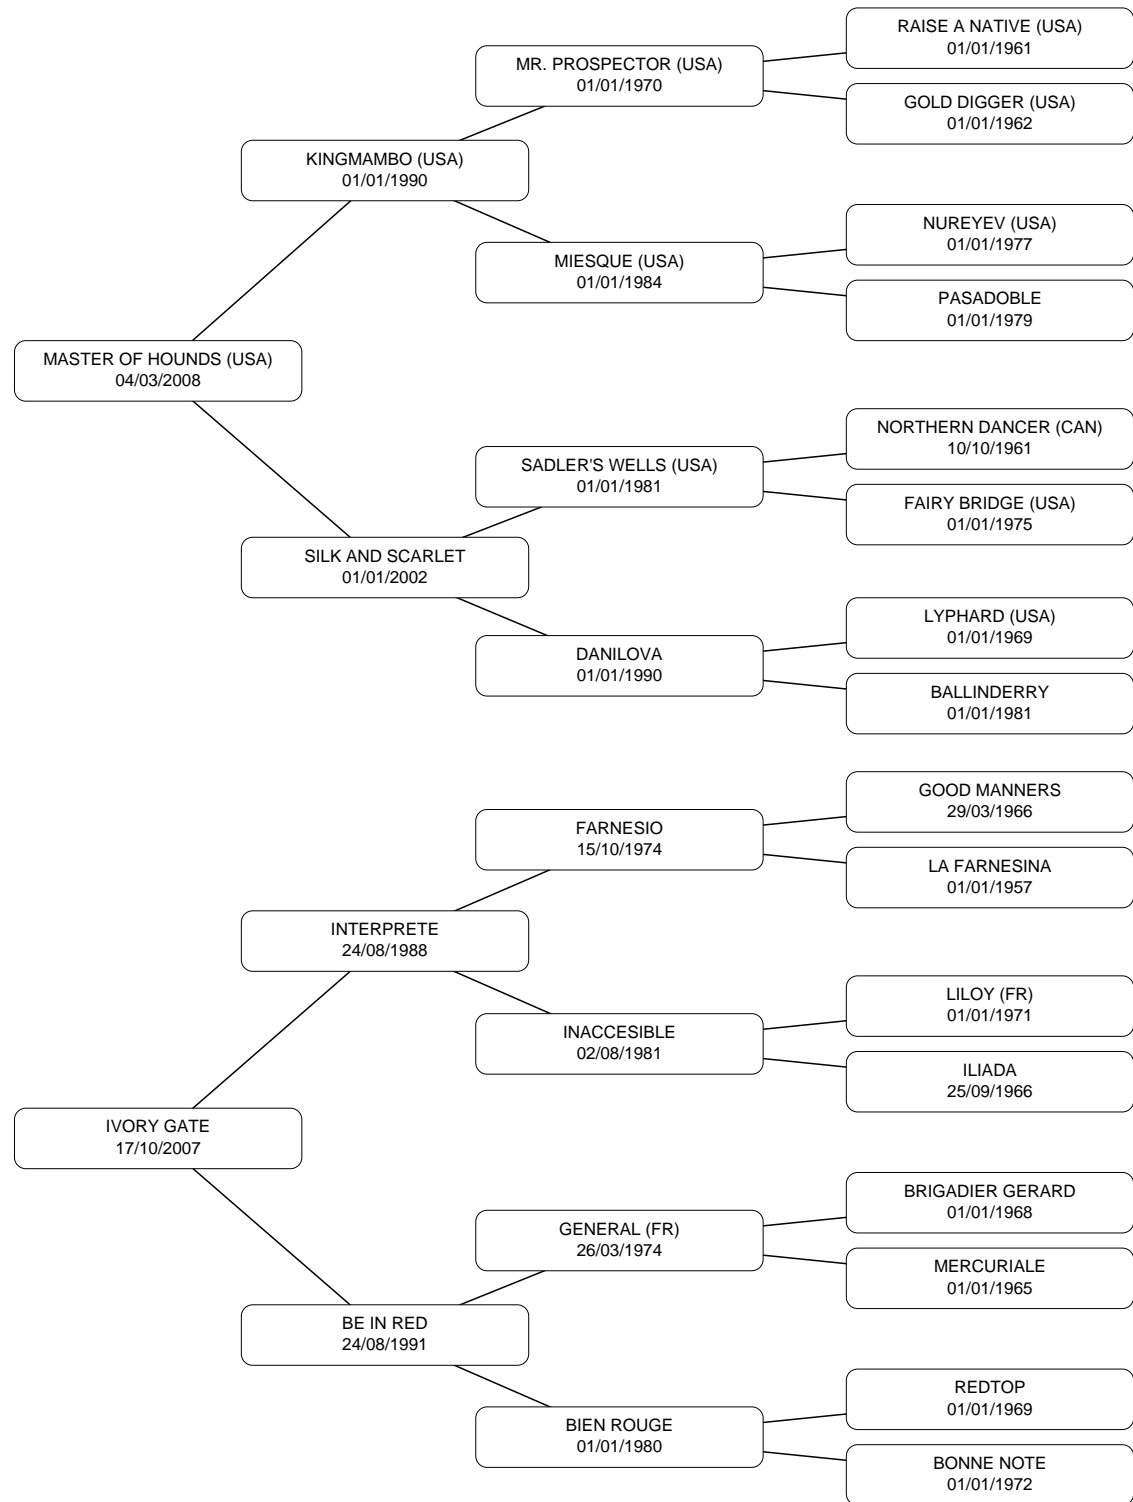 RAISE A NATIVE (USA)
01/01/1961
MR. PROSPECTOR (USA)
01/01/1970
GOLD DIGGER (USA)
01/01/1962
KINGMAMBO (USA)
01/01/1990
NUREYEV (USA)
01/01/1977
MIESQUE (USA)
01/01/1984
PASADOBLE
01/01/1979
MASTER OF HOUNDS (USA)
04/03/2008
NORTHERN DANCER (CAN)
10/10/1961
SADLER'S WELLS (USA)
01/01/1981
FAIRY BRIDGE (USA)
01/01/1975
SILK AND SCARLET
01/01/2002
LYPHARD (USA)
01/01/1969
DANILOVA
01/01/1990
BALLINDERRY
01/01/1981
GOOD MANNERS
29/03/1966
FARNESIO
15/10/1974
LA FARNESINA
01/01/1957
INTERPRETE
24/08/1988
LILOY (FR)
01/01/1971
INACCESIBLE
02/08/1981
ILIADA
25/09/1966
IVORY GATE
17/10/2007
BRIGADIER GERARD
01/01/1968
GENERAL (FR)
26/03/1974
MERCURIALE
01/01/1965
BE IN RED
24/08/1991
REDTOP
01/01/1969
BIEN ROUGE
01/01/1980
BONNE NOTE
01/01/1972